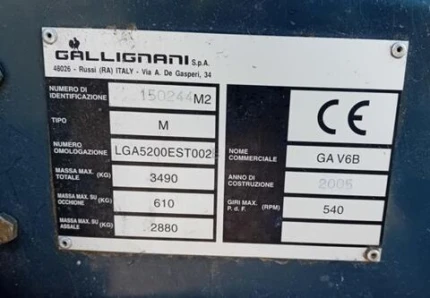 GALLIGNANI S.p.A.
48026 - Russi (RA) ITALY - Via A. De Gasperi, 34
NUMERO DI IDENTIFICAZIONE 150244M2
TIPO M
NUMERO OMOLOGAZIONE LGA5200EST002
MASSA MAX. TOTALE (KG) 3490
MASSA MAX. SU OCCHIONE (KG) 610
MASSA MAX. SU ASSALE (KG) 2880
CE
NOME COMMERCIALE GA V6B
ANNO DI COSTRUZIONE 2005
GIRI MAX. P. d. F. (RPM) 540